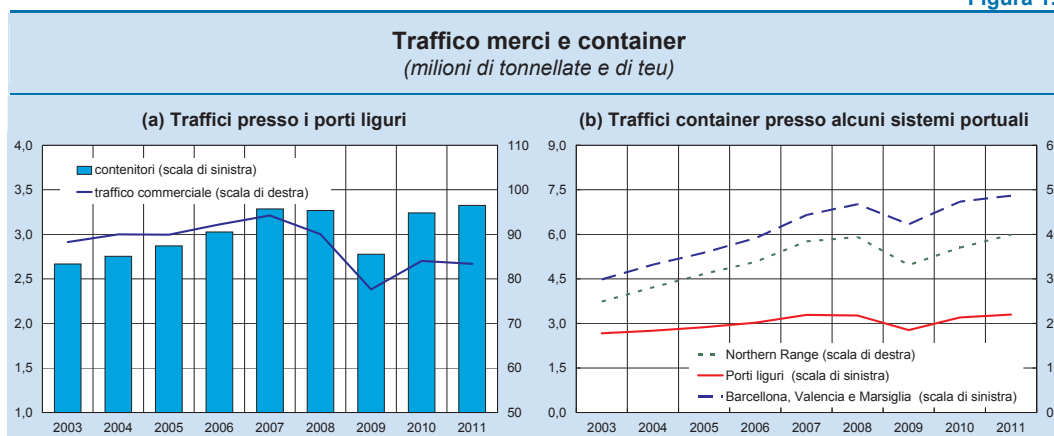 Figura 1.
Traffico merci e container
(milioni di tonnellate e di teu)
(a) Traffici presso i porti liguri
4,0
3,5
3,0
2,5
2,0
1,5
1,0
110
100
90
80
70
60
50
contenitori (scala di sinistra)
traffico commerciale (scala di destra)
2003 2004 2005 2006 2007 2008 2009 2010 2011
(b) Traffici container presso alcuni sistemi portuali
9,0
7,5
6,0
4,5
3,0
1,5
0,0
Northern Range (scala di destra)
Porti liguri (scala di sinistra)
Barcellona, Valencia e Marsiglia (scala di sinistra)
2003 2004 2005 2006 2007 2008 2009 2010 2011